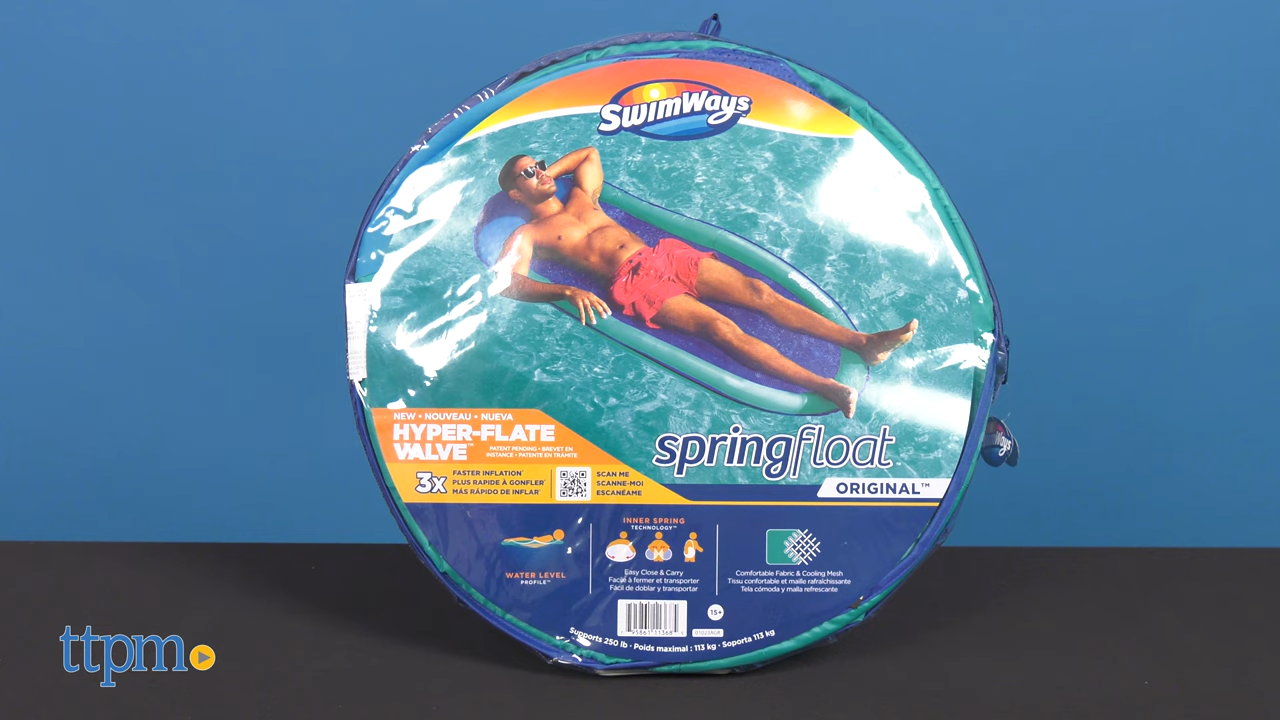 SwimWays
NEW • NOUVEAU • NUEVA
HYPER-FLATE
VALVE™
PATENT PENDING • BREVET EN
INSTANCE • PATENTE EN TRÁMITE
3x
FASTER INFLATION*
PLUS RAPIDE À GONFLER*
MÁS RÁPIDO DE INFLAR*
SCAN ME
SCANNE-MOI
ESCANÉAME
springfloat
ORIGINAL™
WATER LEVEL
PROFILE™
INNER SPRING
TECHNOLOGY™
Easy Close & Carry
Facile à fermer et transporter
Fácil de doblar y transportar
Comfortable Fabric & Cooling Mesh
Tissu confortable et maille rafraîchissante
Tela cómoda y malla refrescante
15+
Supports 250 lb • Poids maximal : 113 kg • Soporta 113 kg
ttpm